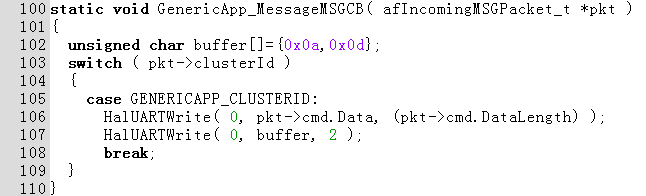 100 static void GenericApp_MessageMSGCB( afIncomingMSGPacket_t *pkt )
101 {
102   unsigned char buffer[]={0x0a,0x0d};
103   switch ( pkt->clusterId )
104   {
105     case GENERICAPP_CLUSTERID:
106       HalUARTWrite( 0, pkt->cmd.Data, (pkt->cmd.DataLength) );
107       HalUARTWrite( 0, buffer, 2 );
108       break;
109   }
110 }